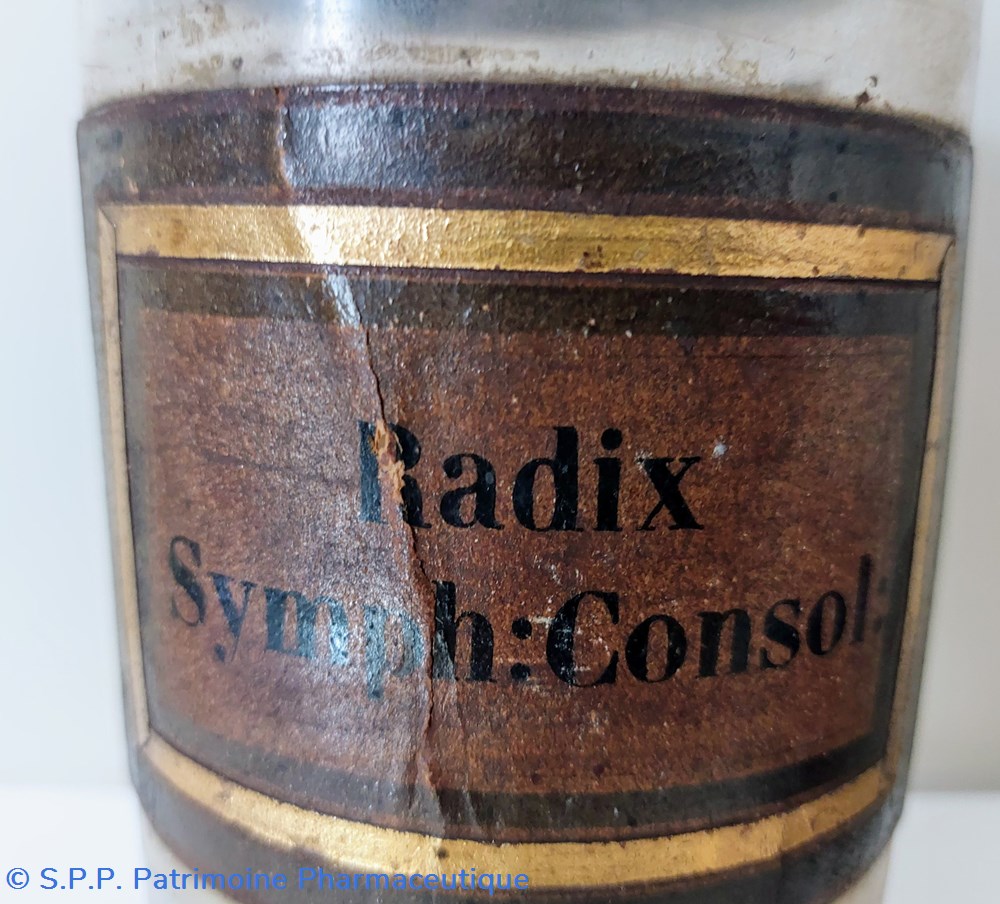 Radix
Symph:Consol:
© S.P.P. Patrimoine Pharmaceutique